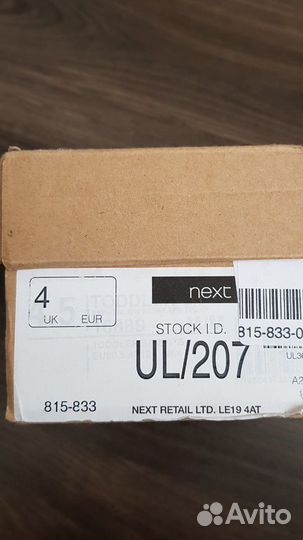 4
UK EUR
next
STOCK I.D.
UL/207
815-833-0
815-833
NEXT RETAIL LTD. LE19 4AT
Avito